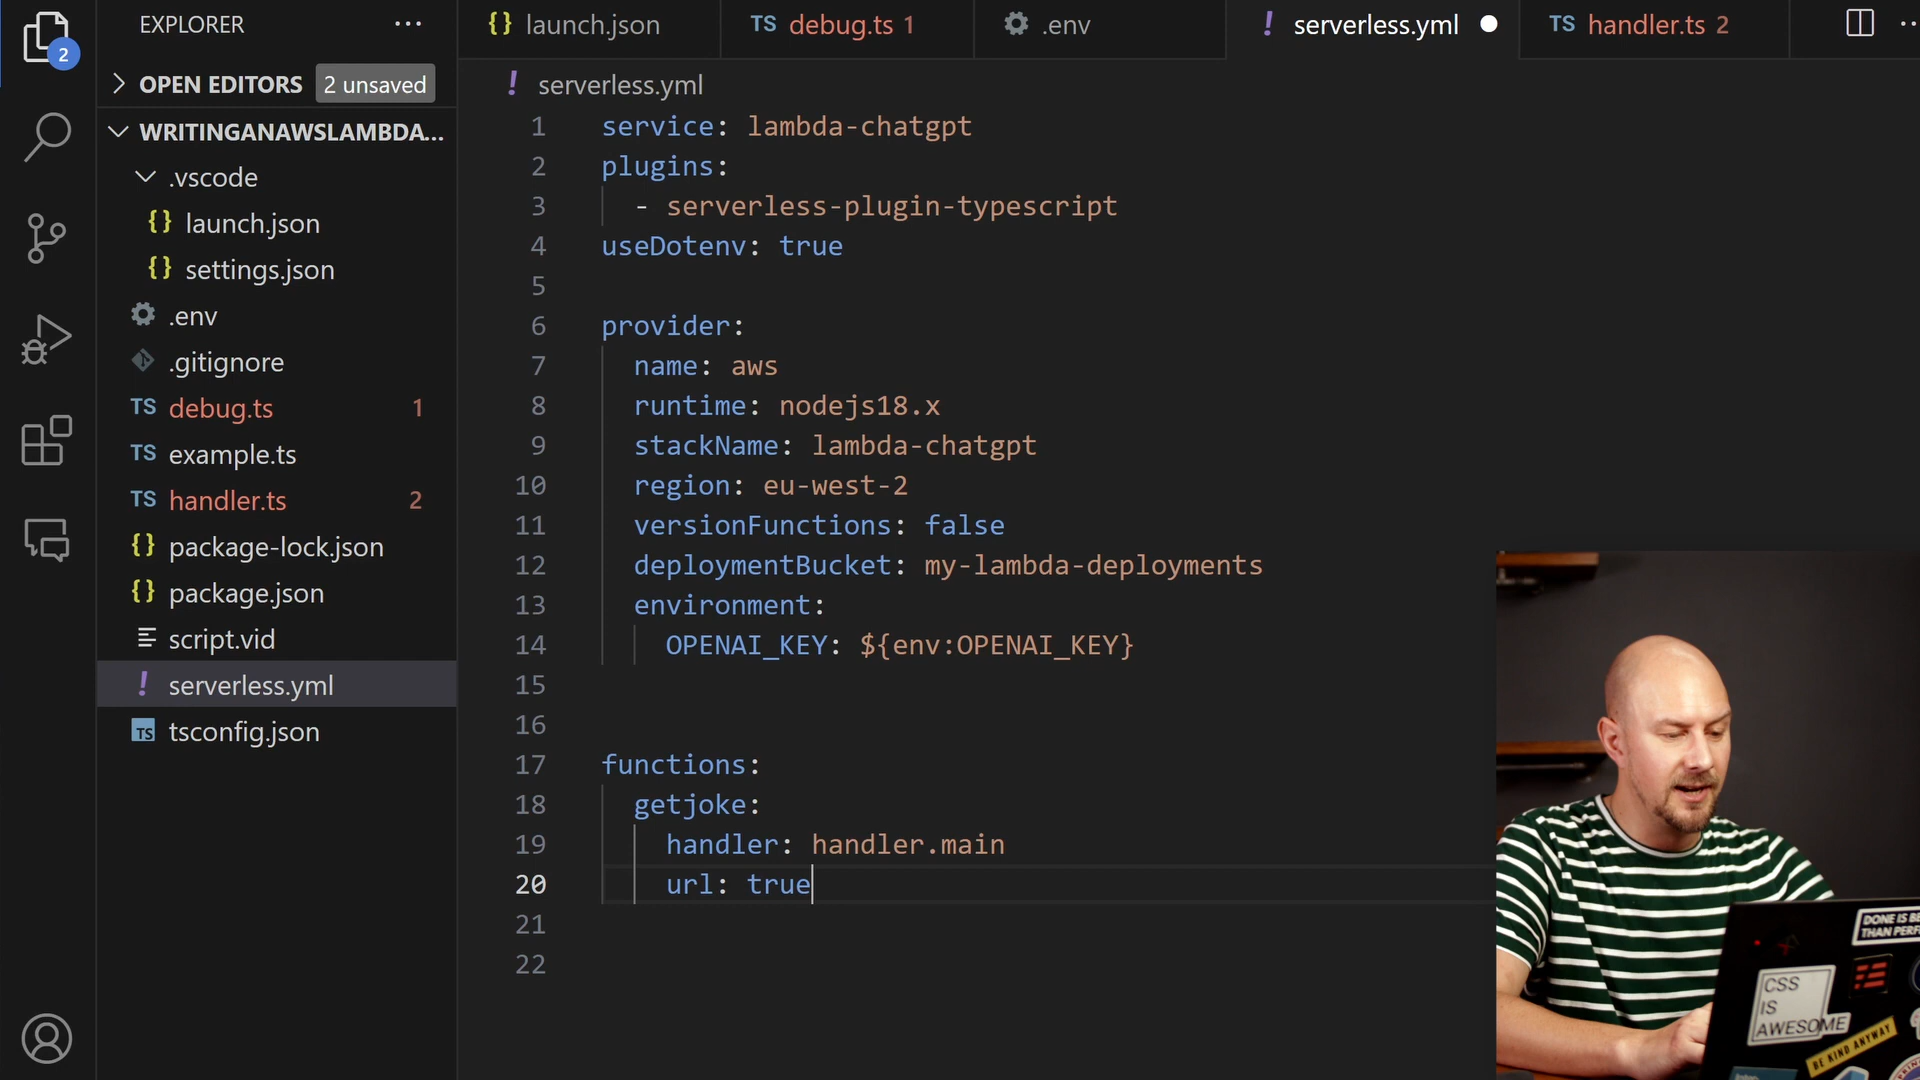 EXPLORER
OPEN EDITORS
2 unsaved
WRITINGANAWSLAMBDA...
.vscode
launch.json
settings.json
.env
.gitignore
debug.ts 1
example.ts
handler.ts 2
package-lock.json
package.json
script.vid
serverless.yml
tsconfig.json
2
launch.json
TS debug.ts 1
.env
! serverless.yml
TS handler.ts 2
! serverless.yml
1 service: lambda-chatgpt
2 plugins:
3 - serverless-plugin-typescript
4 useDotenv: true
5
6 provider:
7 name: aws
8 runtime: nodejs18.x
9 stackName: lambda-chatgpt
10 region: eu-west-2
11 versionFunctions: false
12 deploymentBucket: my-lambda-deployments
13 environment:
14 OPENAI_KEY: ${env:OPENAI_KEY}
15
16
17 functions:
18 getjoke:
19 handler: handler.main
20 url: true
21
22
DONE IS BE
THAN PERF
CSS
IS
AWESOME
BE KIND ANYWAY